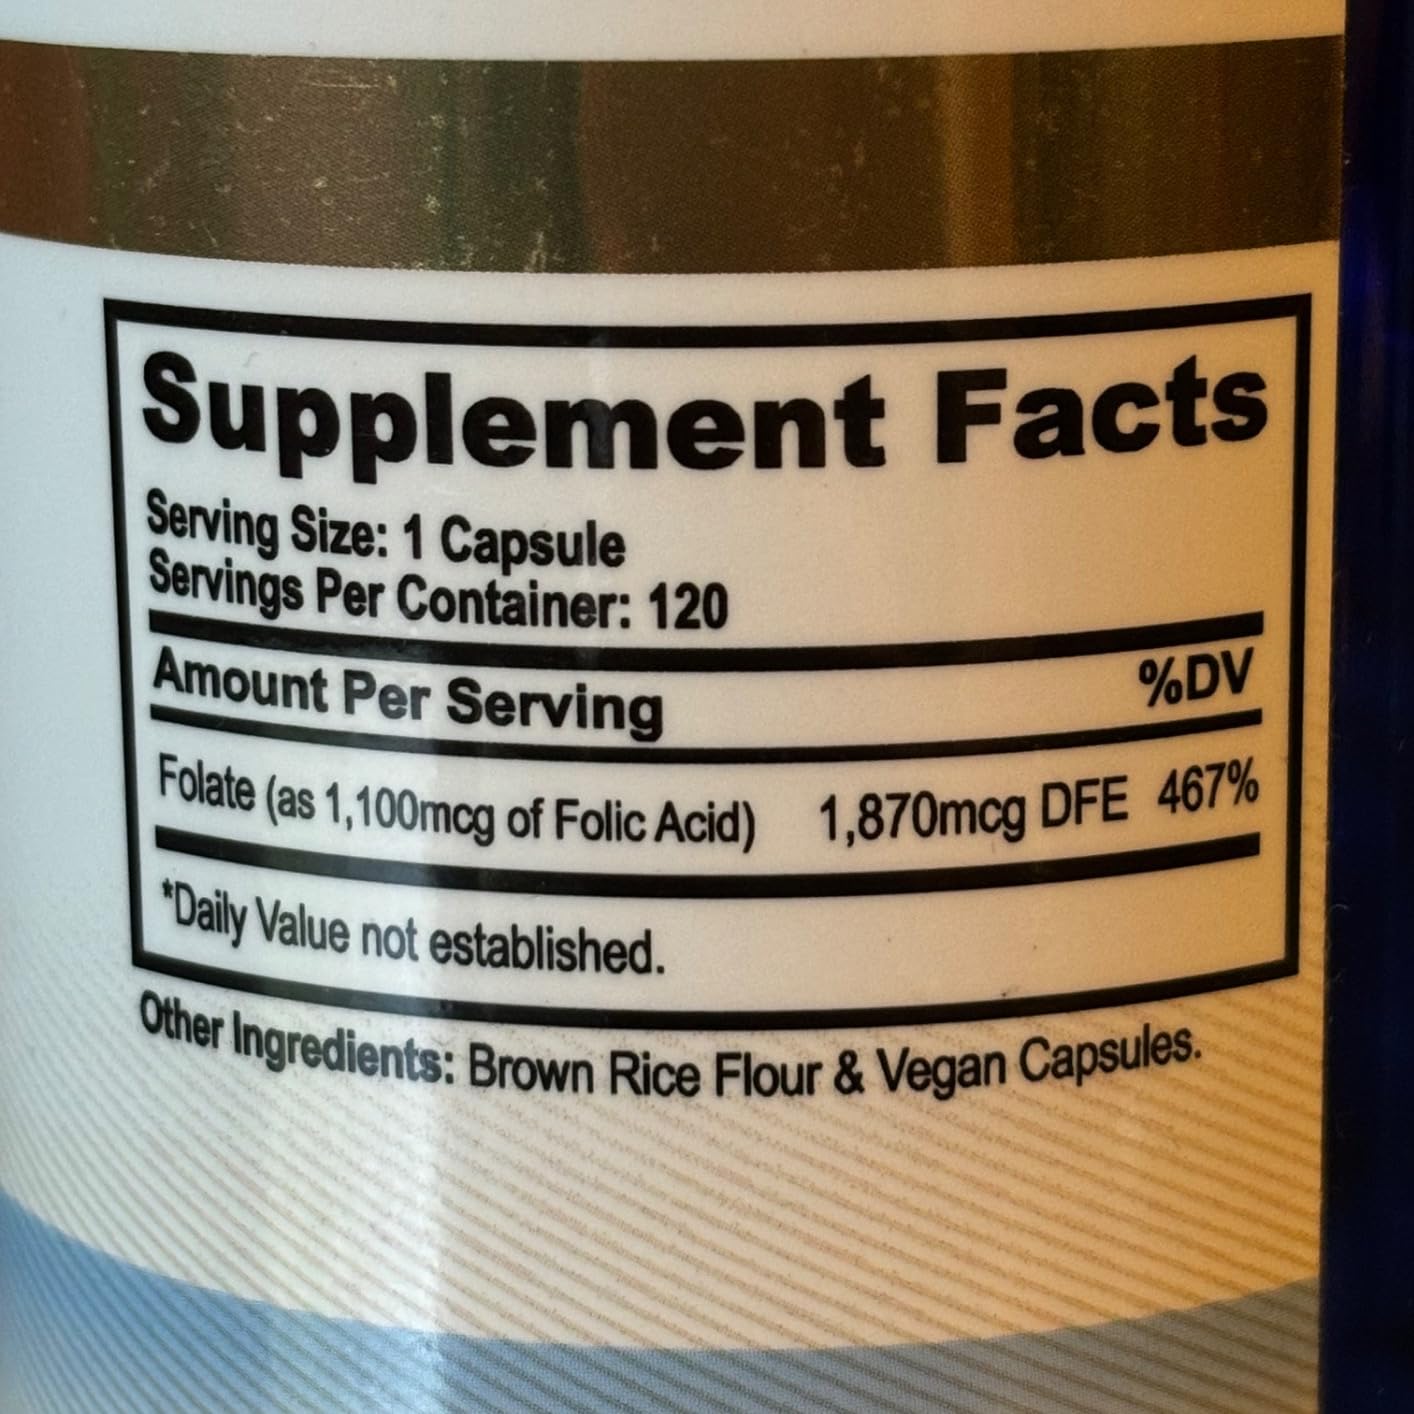 Supplement Facts
Serving Size: 1 Capsule
Servings Per Container: 120
Amount Per Serving %DV
Folate (as 1,100mcg of Folic Acid) 1,870mcg DFE 467%
*Daily Value not established.
Other Ingredients: Brown Rice Flour & Vegan Capsules.